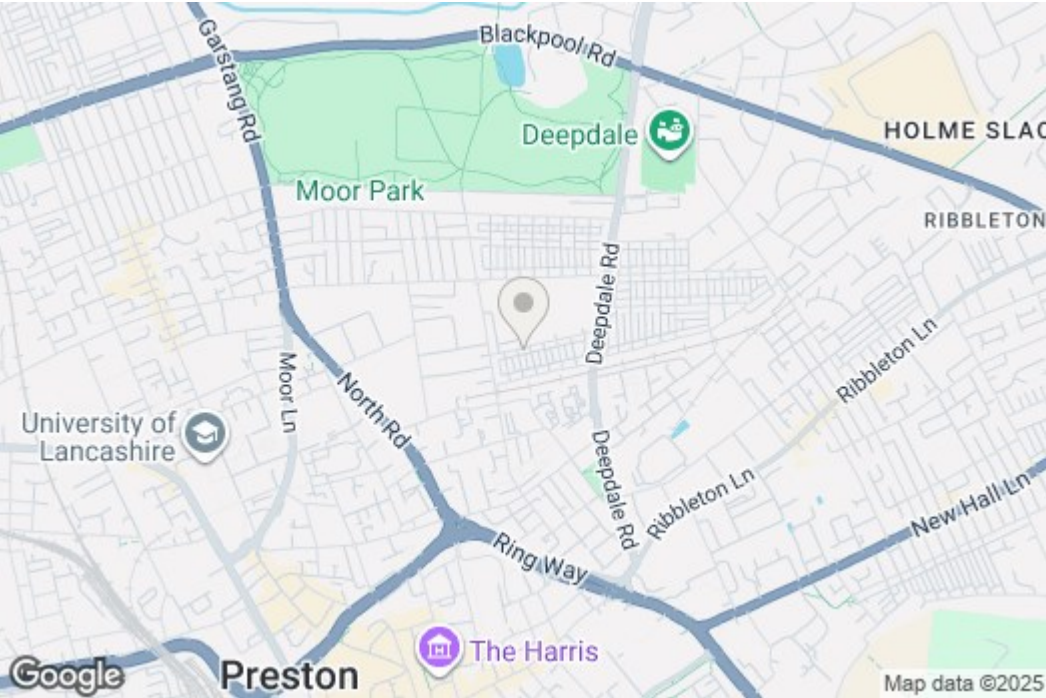 Garstang Rd
Blackpool Rd
Deepdale
HOLME SLAC
Moor Park
RIBBLETON
Deepdale Rd
Moor Ln
North Rd
Ribbleton Ln
University of
Lancashire
Deepdale Rd
Ribbleton Ln
New Hall Ln
Ring Way
The Harris
Google
Preston
Map data ©2025